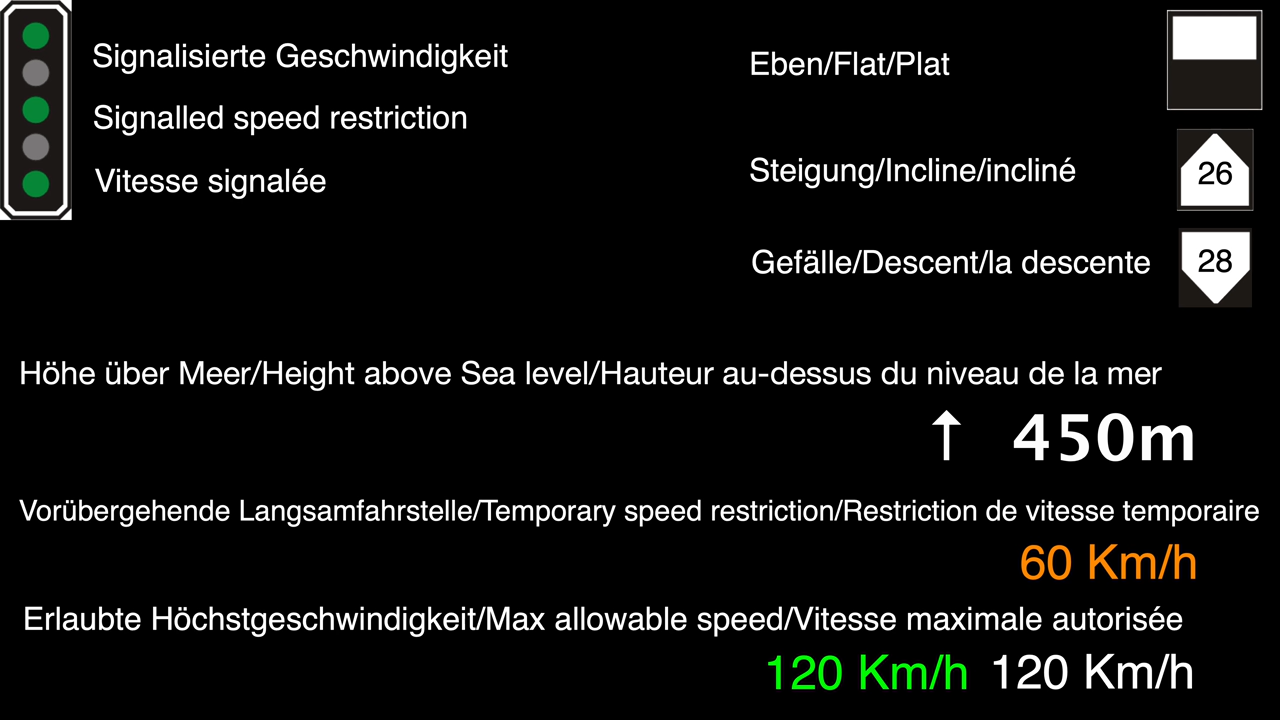 Signalisierte Geschwindigkeit
Signalled speed restriction
Vitesse signalée
Eben/Flat/Plat
Steigung/Incline/incliné
26
Gefälle/Descent/la descente
28
Höhe über Meer/Height above Sea level/Hauteur au-dessus du niveau de la mer
↑ 450m
Vorübergehende Langsamfahrstelle/Temporary speed restriction/Restriction de vitesse temporaire
60 Km/h
Erlaubte Höchstgeschwindigkeit/Max allowable speed/Vitesse maximale autorisée
120 Km/h 120 Km/h